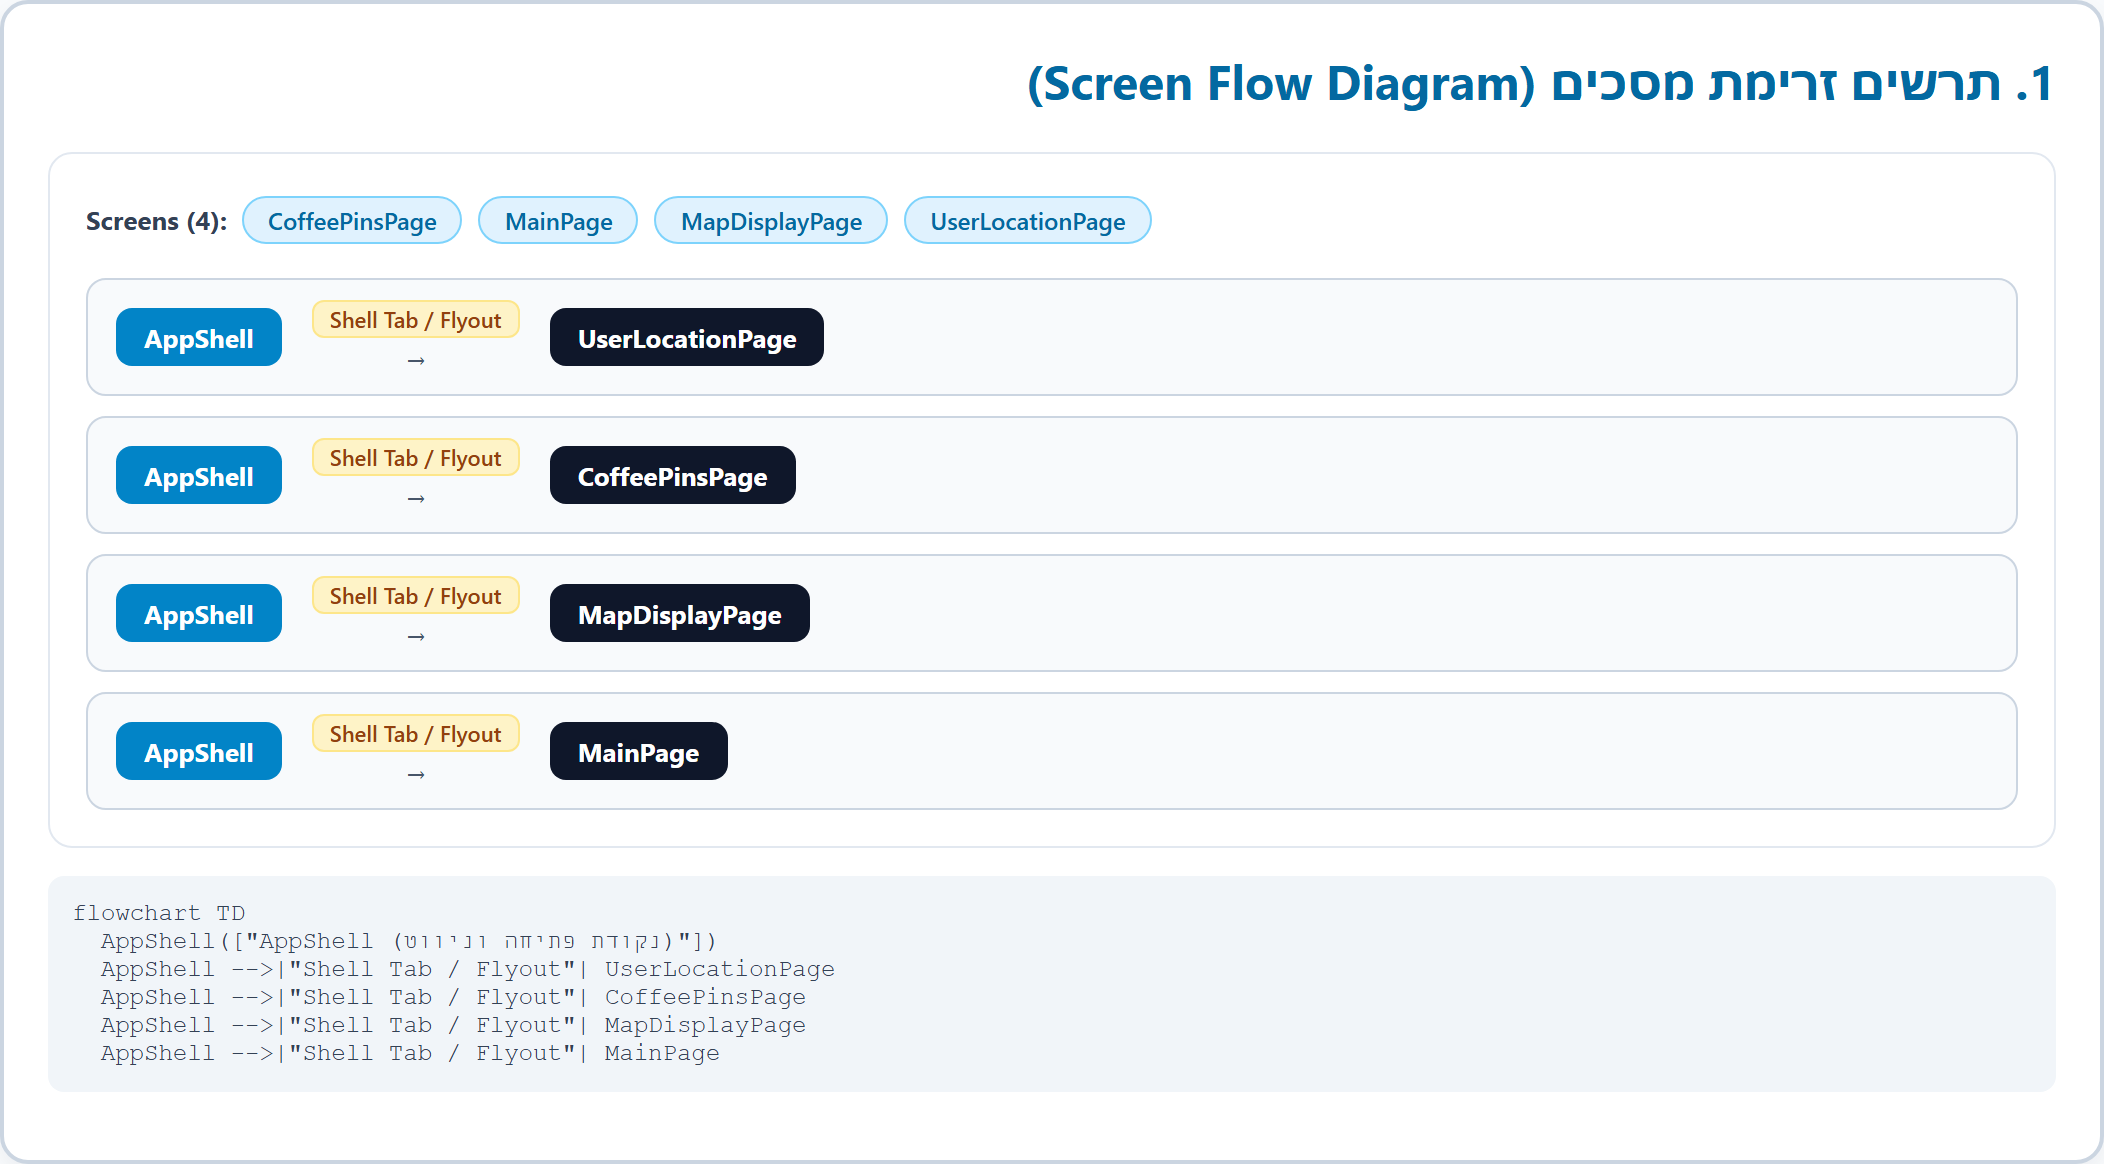 1. תרשים זרימת מסכים (Screen Flow Diagram)
Screens (4): CoffeePinsPage MainPage MapDisplayPage UserLocationPage
AppShell Shell Tab / Flyout → UserLocationPage
AppShell Shell Tab / Flyout → CoffeePinsPage
AppShell Shell Tab / Flyout → MapDisplayPage
AppShell Shell Tab / Flyout → MainPage
flowchart TD
AppShell(["AppShell (נקודת פתיחה וניווט)"])
AppShell -->|"Shell Tab / Flyout"| UserLocationPage
AppShell -->|"Shell Tab / Flyout"| CoffeePinsPage
AppShell -->|"Shell Tab / Flyout"| MapDisplayPage
AppShell -->|"Shell Tab / Flyout"| MainPage